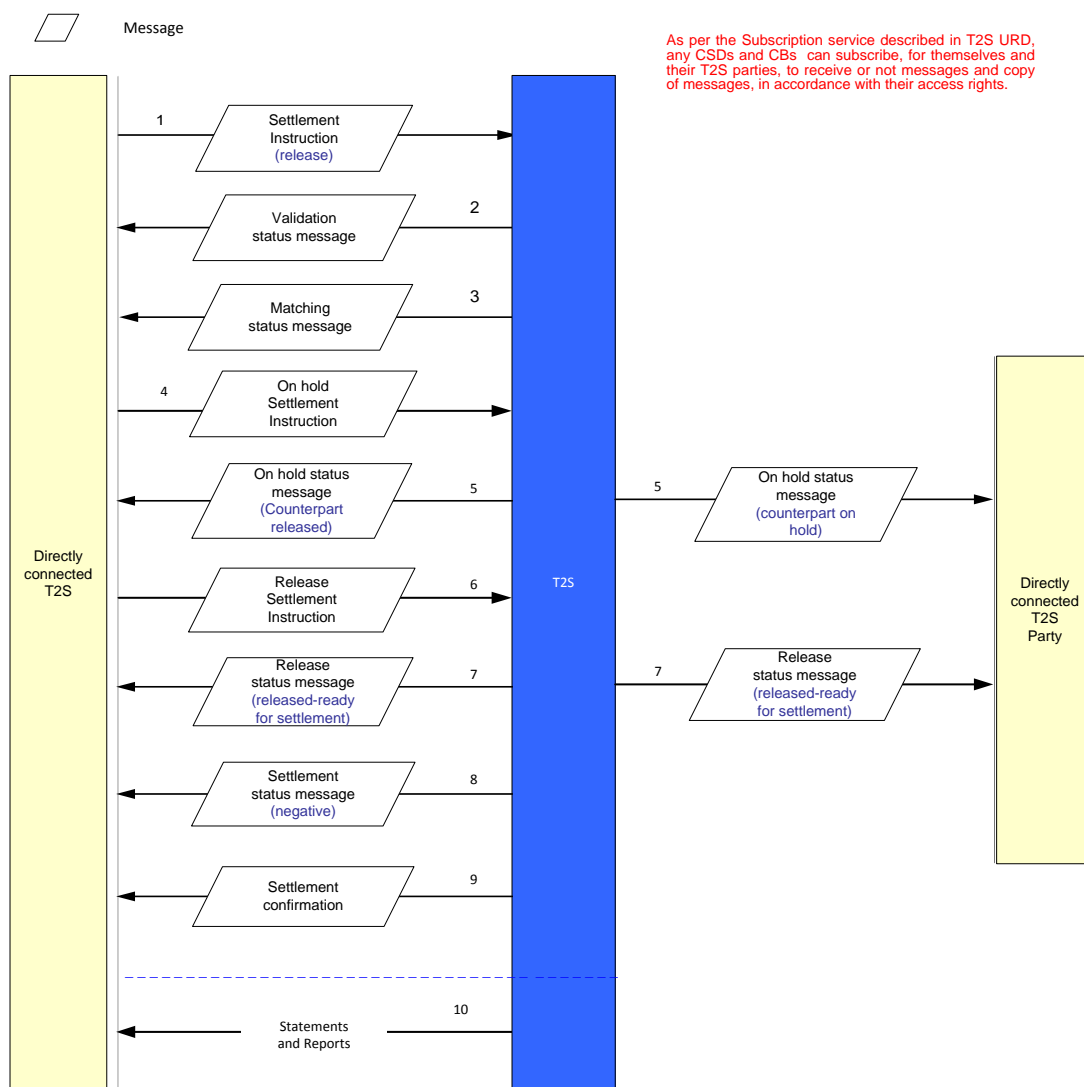 Message
As per the Subscription service described in T2S URD,
any CSDs and CBs can subscribe, for themselves and
their T2S parties, to receive or not messages and copy
of messages, in accordance with their access rights.
1
Settlement
Instruction
(release)
2
Validation
status message
3
Matching
status message
4
On hold
Settlement
Instruction
On hold status
message
(Counterpart
released)
5
5
On hold status
message
(counterpart on
hold)
Directly
connected
T2S
Release
Settlement
Instruction
6
T2S
Directly
connected
T2S
Party
Release
status message
(released-ready
for settlement)
7
7
Release
status message
(released-ready
for settlement)
Settlement
status message
(negative)
8
Settlement
confirmation
9
10
Statements
and Reports